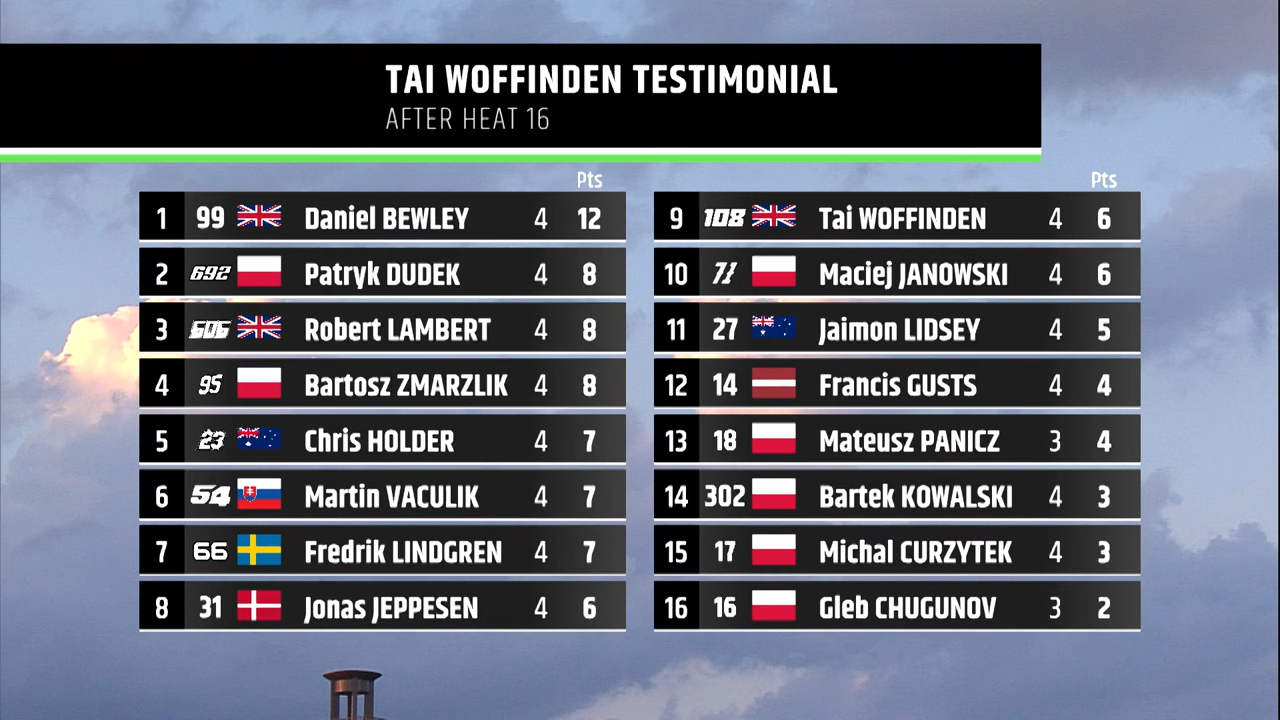 TAI WOFFINDEN TESTIMONIAL
AFTER HEAT 16
Pts
1 99 Daniel BEWLEY 4 12
2 692 Patryk DUDEK 4 8
3 606 Robert LAMBERT 4 8
4 95 Bartosz ZMARZLIK 4 8
5 23 Chris HOLDER 4 7
6 54 Martin VACULIK 4 7
7 66 Fredrik LINDGREN 4 7
8 31 Jonas JEPPESEN 4 6
Pts
9 108 Tai WOFFINDEN 4 6
10 71 Maciej JANOWSKI 4 6
11 27 Jaimon LIDSEY 4 5
12 14 Francis GUSTS 4 4
13 18 Mateusz PANICZ 3 4
14 302 Bartek KOWALSKI 4 3
15 17 Michal CURZYTEK 4 3
16 16 Gleb CHUGUNOV 3 2